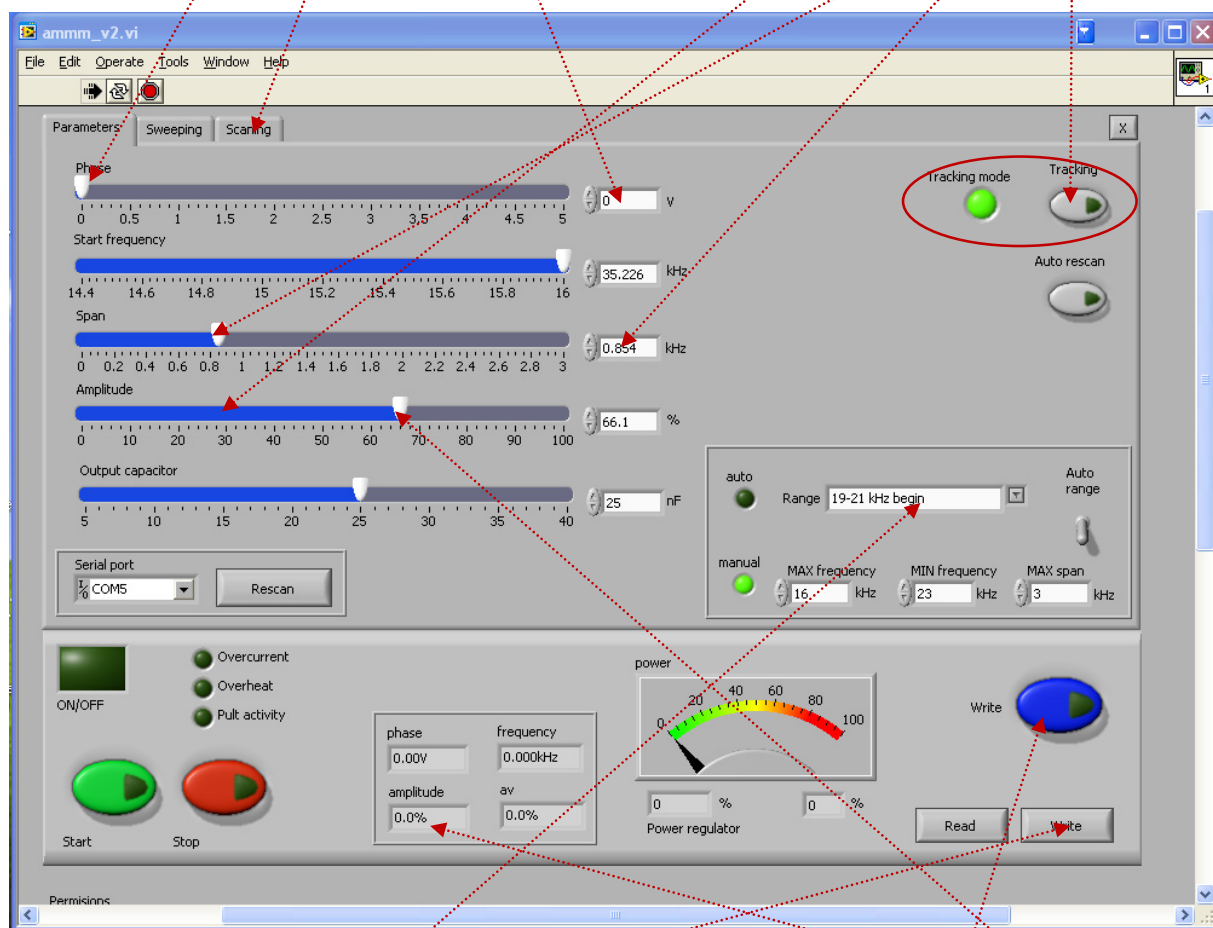 ammm_v2.vi
File Edit Operate Tools Window Help
1
Parameters Sweeping Scaning X
Phase
0 0.5 1 1.5 2 2.5 3 3,5 4 4.5 5
0 V
Tracking mode Tracking
Start frequency
14.4 14.6 14.8 15 15.2 15.4 15.6 15.8 16
35.226 kHz
Auto rescan
Span
0 0.2 0.4 0.6 0.8 1 1.2 1.4 1.6 1.8 2 2.2 2.4 2.6 2.8 3
0.854 kHz
Amplitude
0 10 20 30 40 50 60 70 80 90 100
66.1 %
Output capacitor
5 10 15 20 25 30 35 40
25 nF
auto Range 19-21 kHz begin Auto
range
manual MAX frequency MIN frequency MAX span
16 kHz 23 kHz 3 kHz
Serial port
I/O COM5 Rescan
ON/OFF
Overcurrent
Overheat
Pult activity
Start Stop
phase frequency
0.00V 0.000kHz
amplitude av
0.0% 0.0%
power
0 20 40 60 80 100
0 % 0 %
Power regulator
Write
Read Write
Permisions